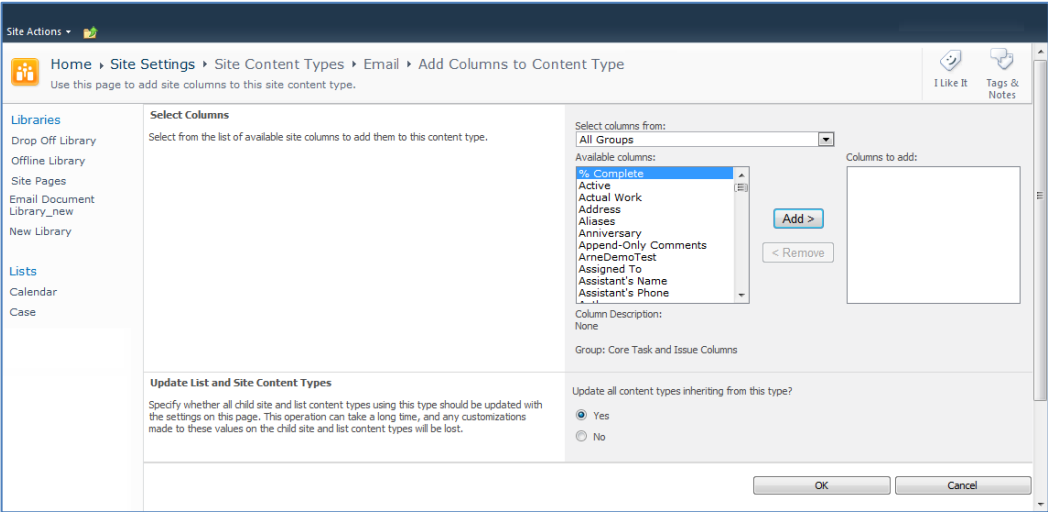 Site Actions
Home ▸ Site Settings ▸ Site Content Types ▸ Email ▸ Add Columns to Content Type
Use this page to add site columns to this site content type.
I Like It
Tags &
Notes
Libraries
Drop Off Library
Offline Library
Site Pages
Email Document
Library_new
New Library
Lists
Calendar
Case
Select Columns
Select from the list of available site columns to add them to this content type.
Select columns from:
All Groups
Available columns:
% Complete
Active
Actual Work
Address
Aliases
Anniversary
Append-Only Comments
ArneDemoTest
Assigned To
Assistant's Name
Assistant's Phone
Add >
< Remove
Columns to add:
Column Description:
None
Group: Core Task and Issue Columns
Update List and Site Content Types
Specify whether all child site and list content types using this type should be updated with
the settings on this page. This operation can take a long time, and any customizations
made to these values on the child site and list content types will be lost.
Update all content types inheriting from this type?
Yes
No
OK
Cancel